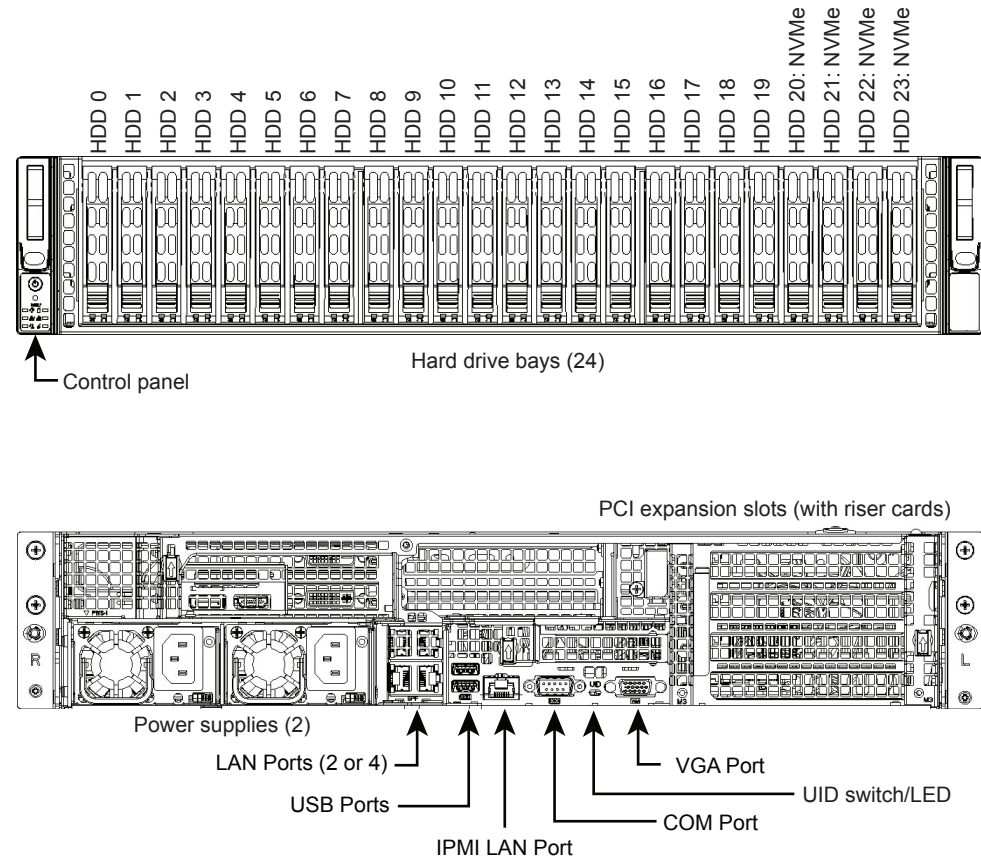 HDD 0
HDD 1
HDD 2
HDD 3
HDD 4
HDD 5
HDD 6
HDD 7
HDD 8
HDD 9
HDD 10
HDD 11
HDD 12
HDD 13
HDD 14
HDD 15
HDD 16
HDD 17
HDD 18
HDD 19
HDD 20: NVMe
HDD 21: NVMe
HDD 22: NVMe
HDD 23: NVMe
Hard drive bays (24)
Control panel
PCI expansion slots (with riser cards)
R
UID
M3
M2
L
Power supplies (2)
LAN Ports (2 or 4)
VGA Port
USB Ports
UID switch/LED
COM Port
IPMI LAN Port